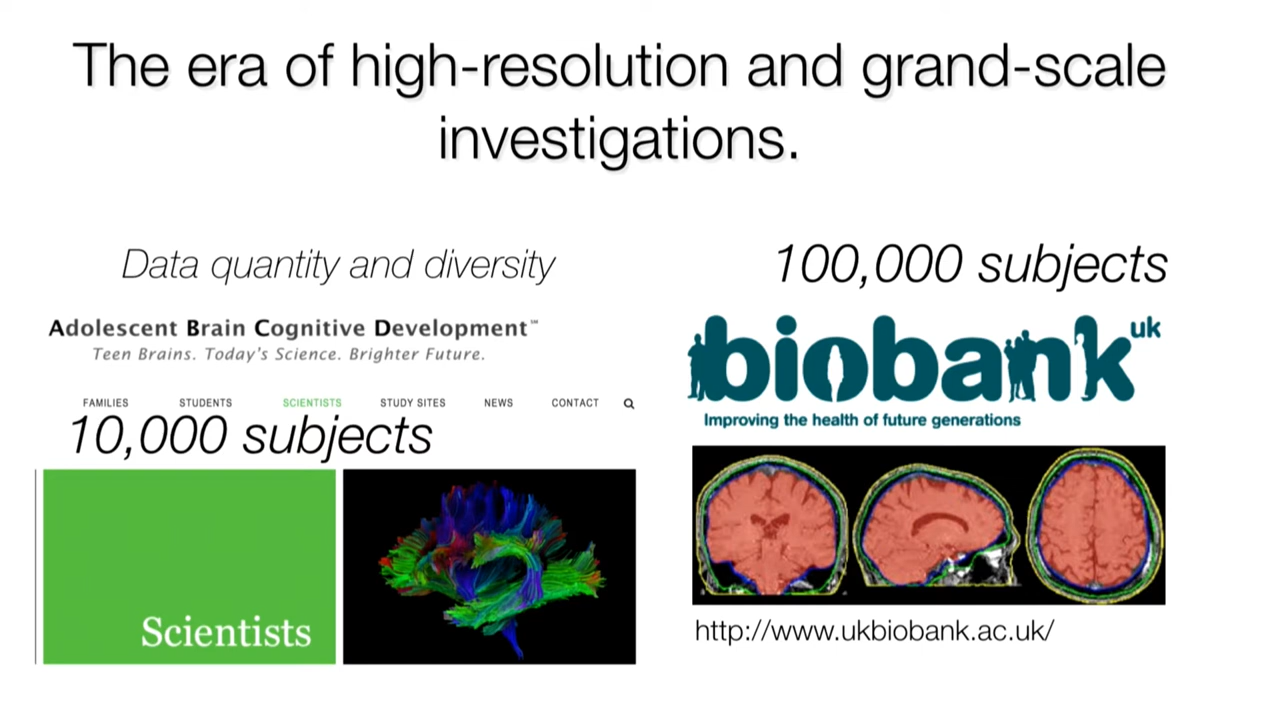 The era of high-resolution and grand-scale
investigations.
Data quantity and diversity
Adolescent Brain Cognitive Development℠
Teen Brains. Today's Science. Brighter Future.
FAMILIES STUDENTS SCIENTISTS STUDY SITES NEWS CONTACT
10,000 subjects
Scientists
100,000 subjects
biobank uk
Improving the health of future generations
http://www.ukbiobank.ac.uk/